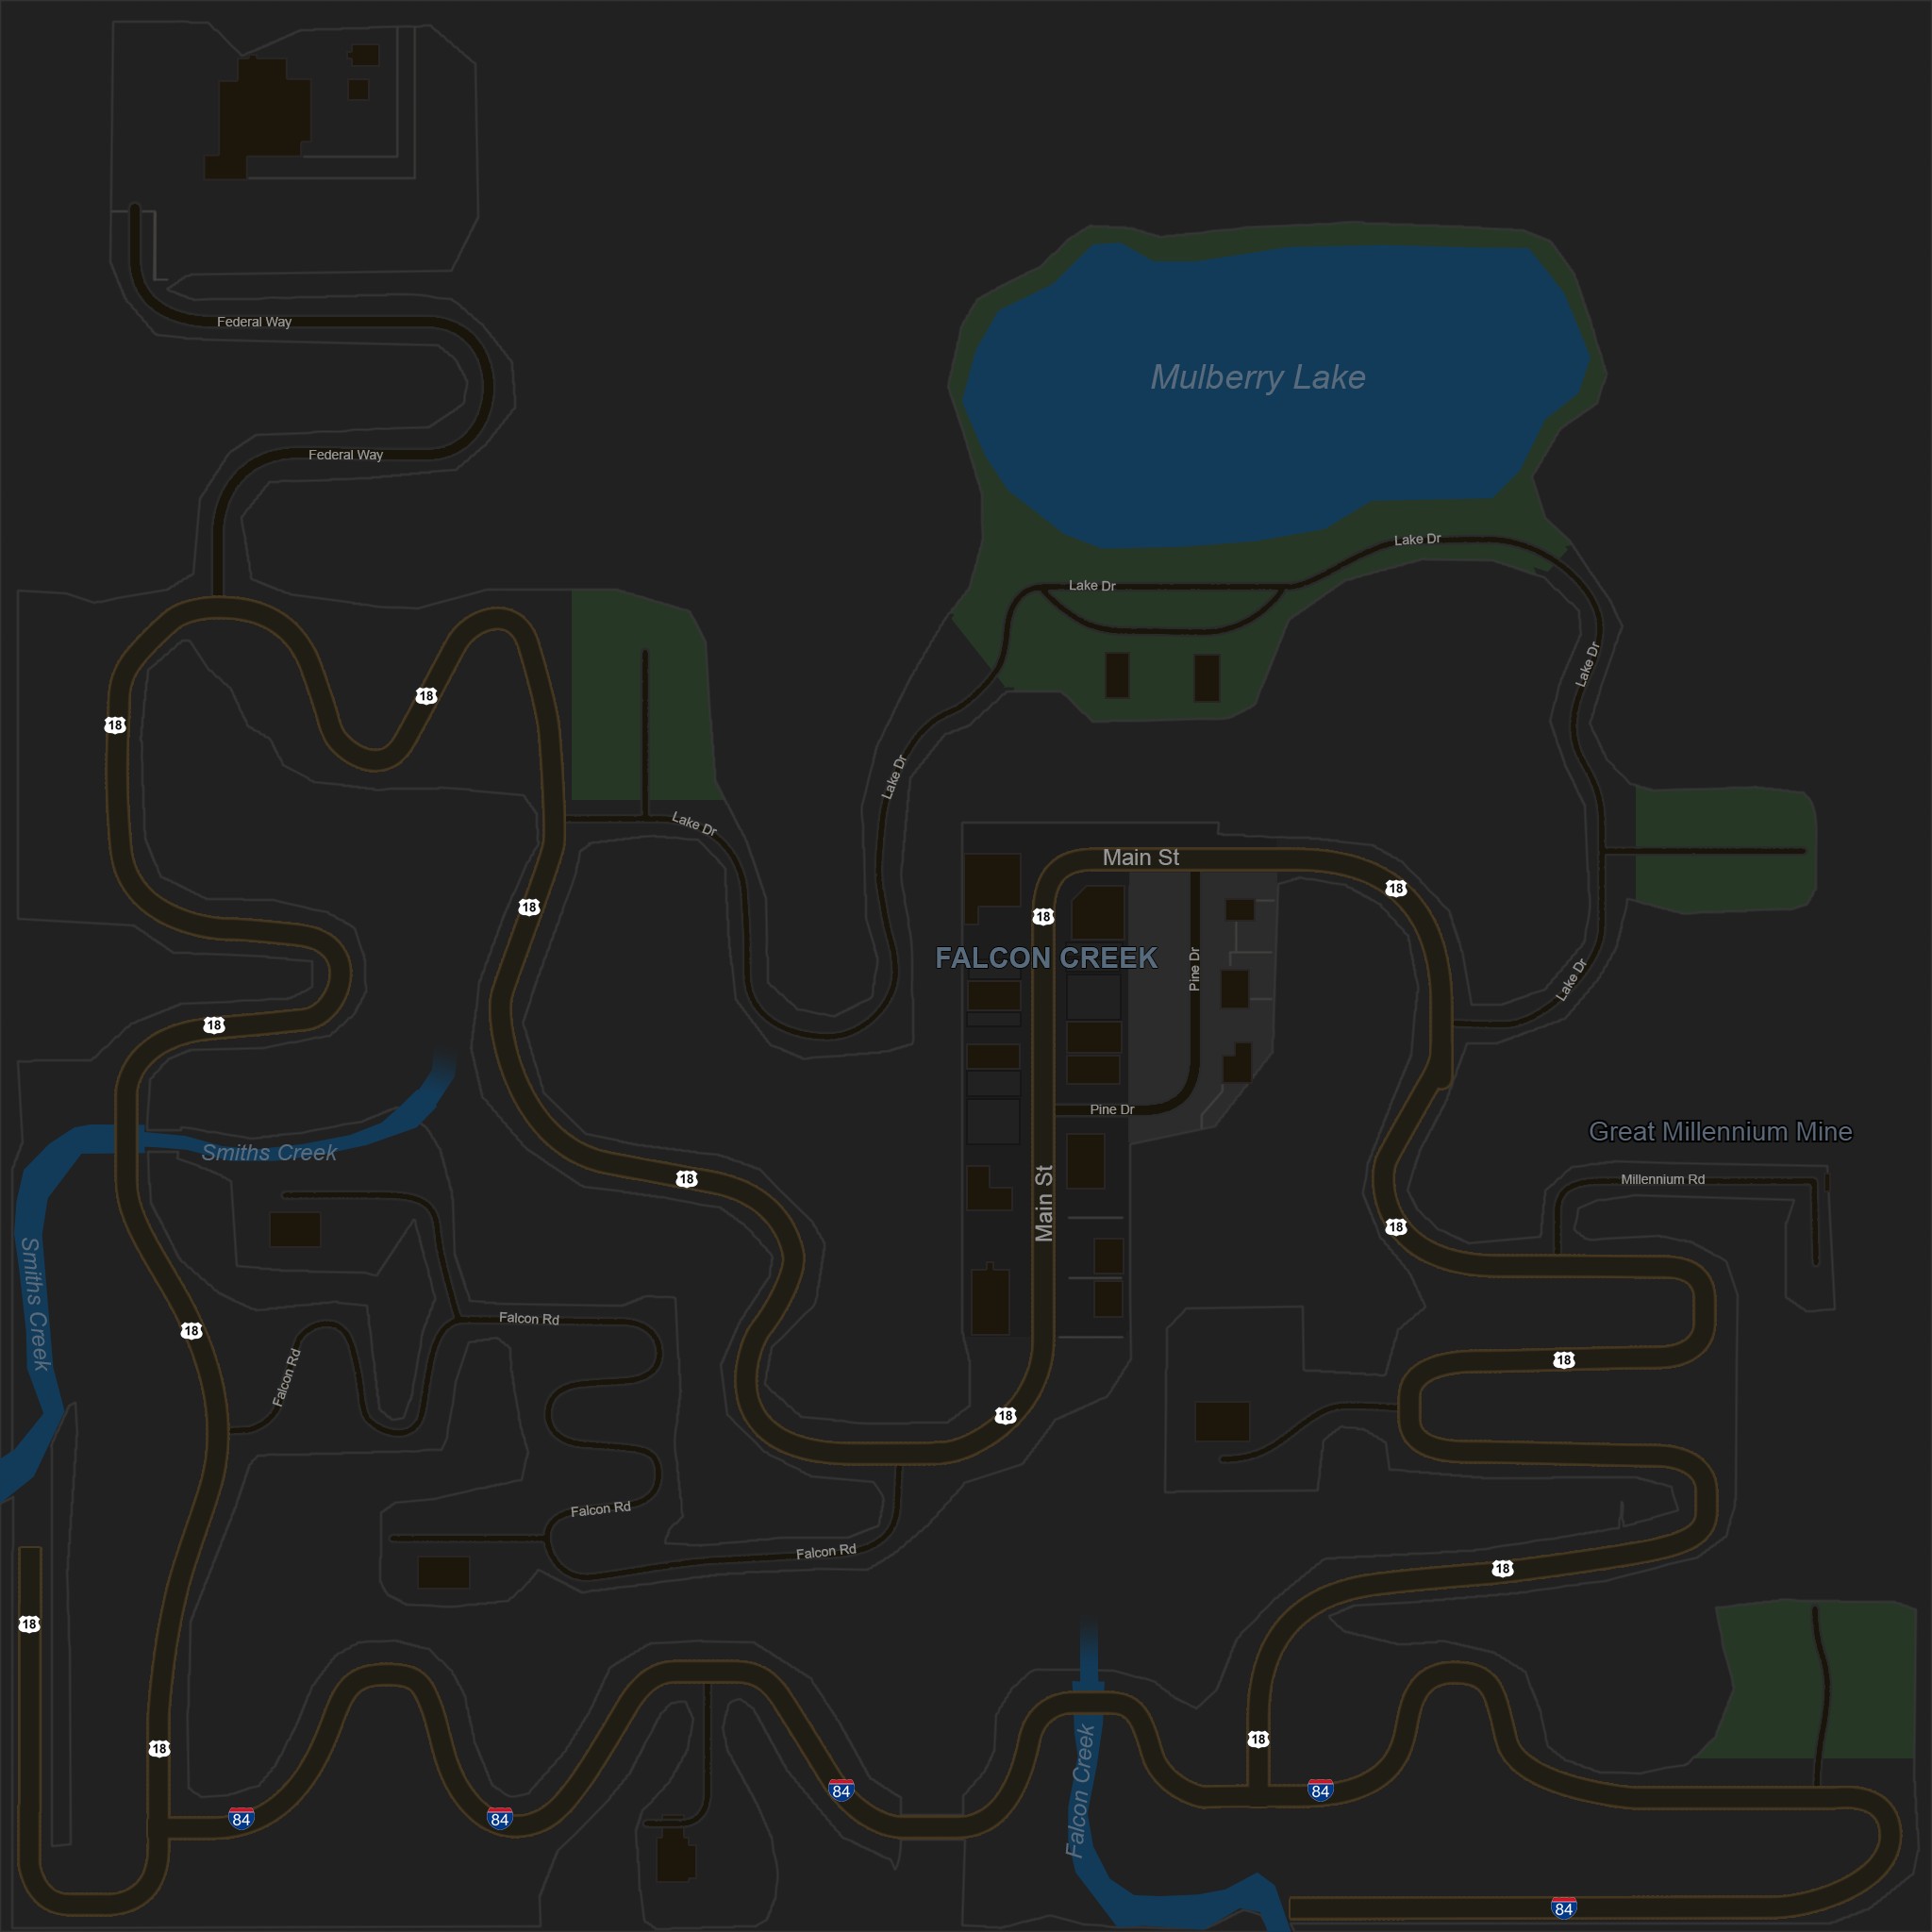 Federal Way
Mulberry Lake
Federal Way
Lake Dr
Lake Dr
Lake Dr
18
18
Lake Dr
Lake Dr
Main St
18
18
18
FALCON CREEK
Pine Dr
Lake Dr
18
Pine Dr
Great Millennium Mine
Smiths Creek
18
Millennium Rd
Main St
18
Smiths Creek
Falcon Rd
18
18
Falcon Rd
18
Falcon Rd
Falcon Rd
18
18
18
18
Falcon Creek
84
84
84
84
84